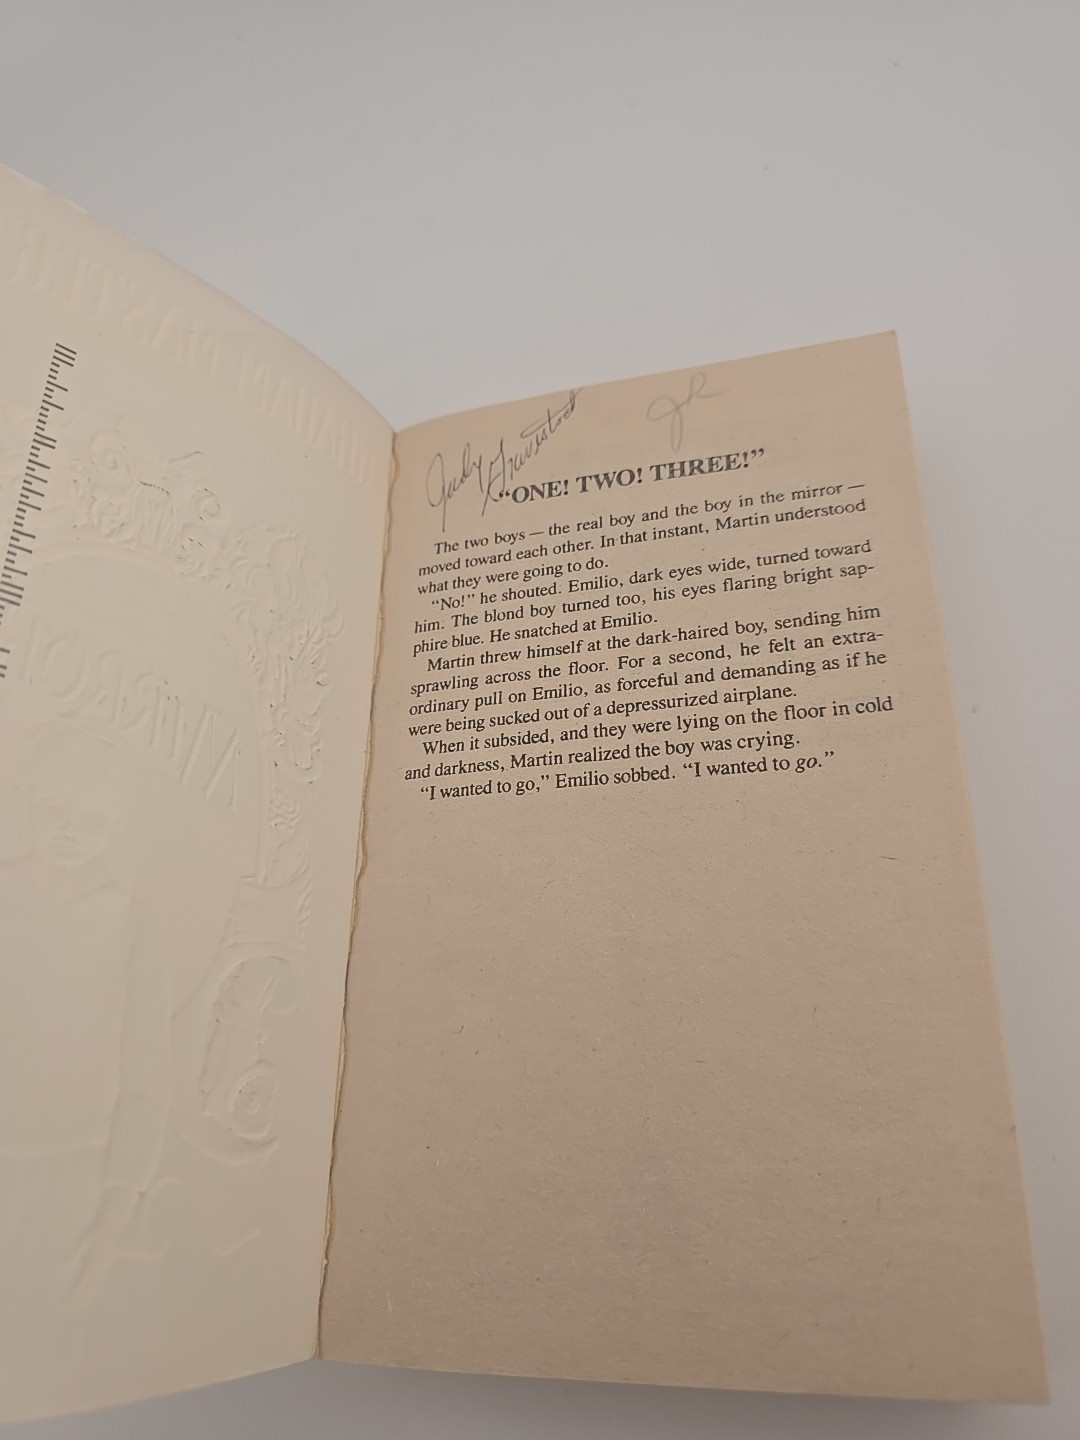 Judy Gravestock
JR
"ONE! TWO! THREE!"
The two boys — the real boy and the boy in the mirror —
moved toward each other. In that instant, Martin understood
what they were going to do.
"No!" he shouted. Emilio, dark eyes wide, turned toward
him. The blond boy turned too, his eyes flaring bright sap-
phire blue. He snatched at Emilio.
Martin threw himself at the dark-haired boy, sending him
sprawling across the floor. For a second, he felt an extra-
ordinary pull on Emilio, as forceful and demanding as if he
were being sucked out of a depressurized airplane.
When it subsided, and they were lying on the floor in cold
and darkness, Martin realized the boy was crying.
"I wanted to go," Emilio sobbed. "I wanted to go."